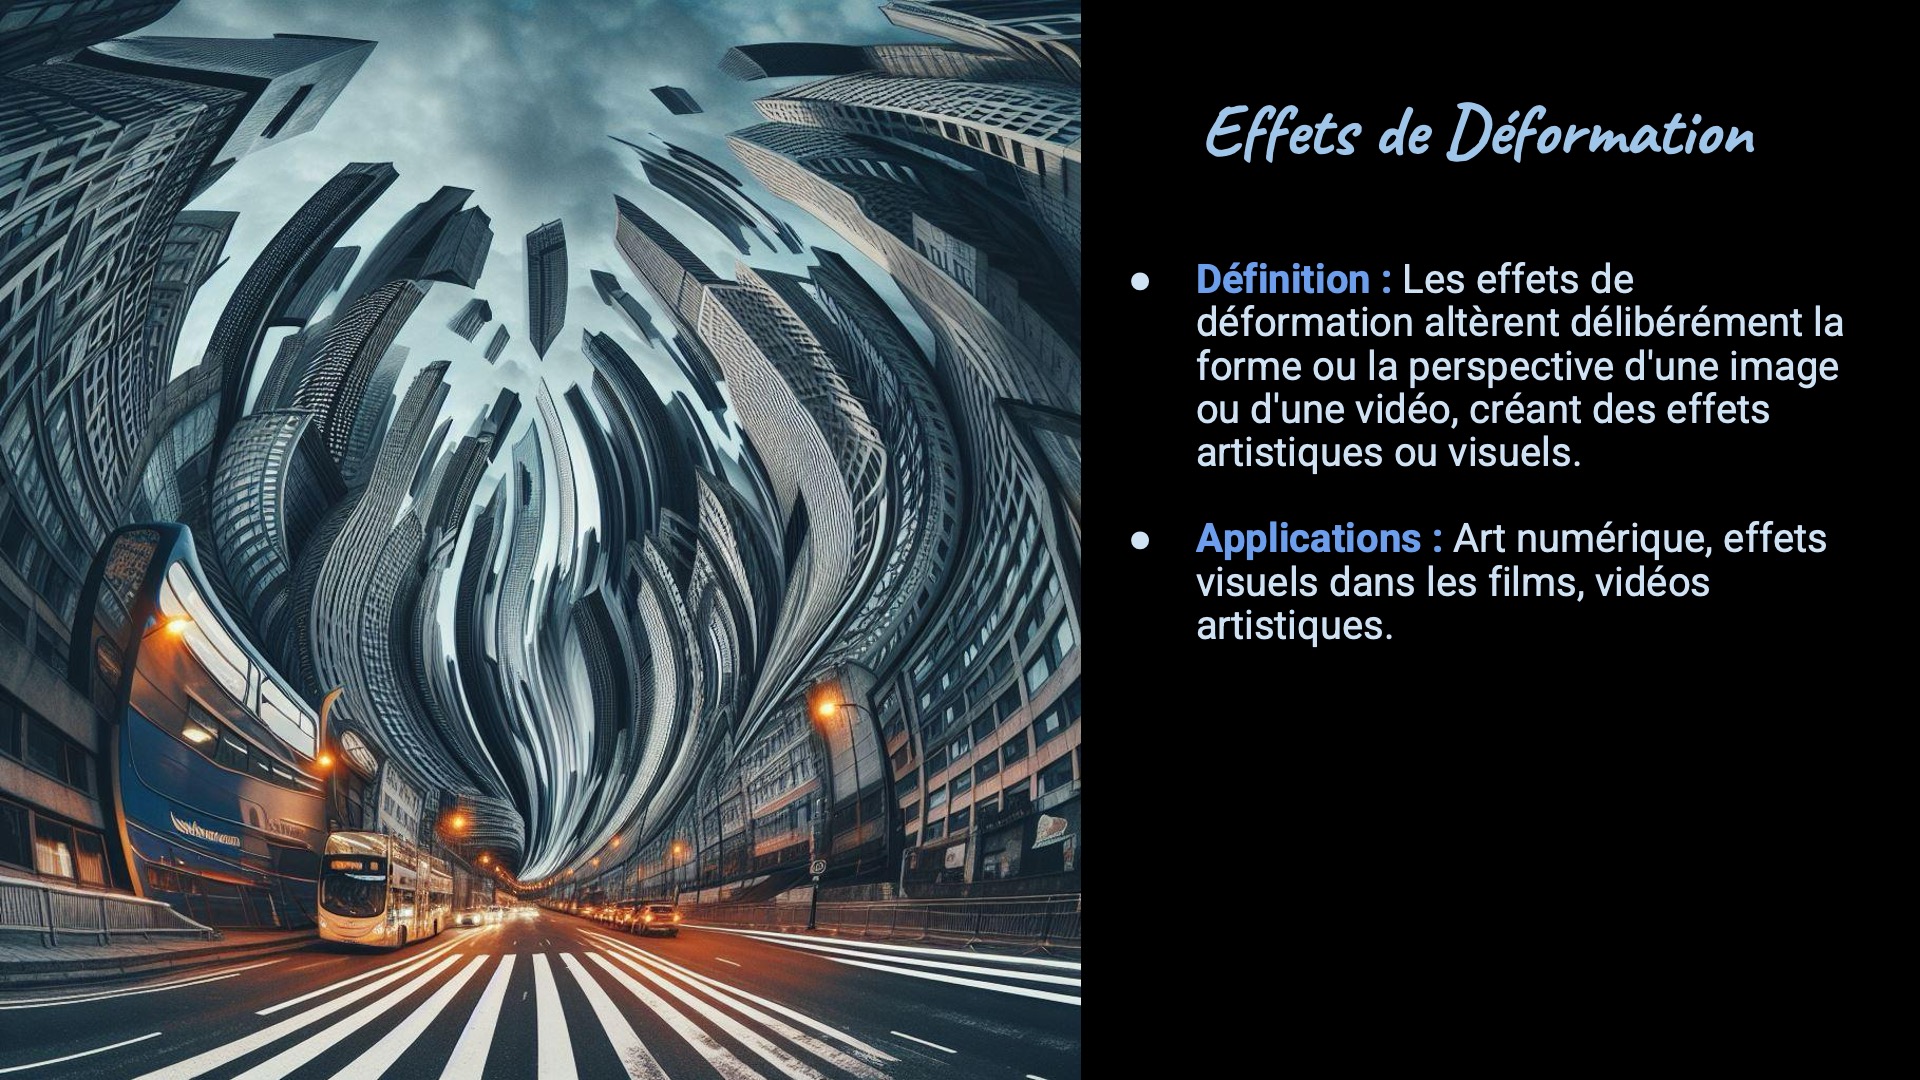 Effets de Déformation
● Définition : Les effets de
déformation altèrent délibérément la
forme ou la perspective d'une image
ou d'une vidéo, créant des effets
artistiques ou visuels.
● Applications : Art numérique, effets
visuels dans les films, vidéos
artistiques.